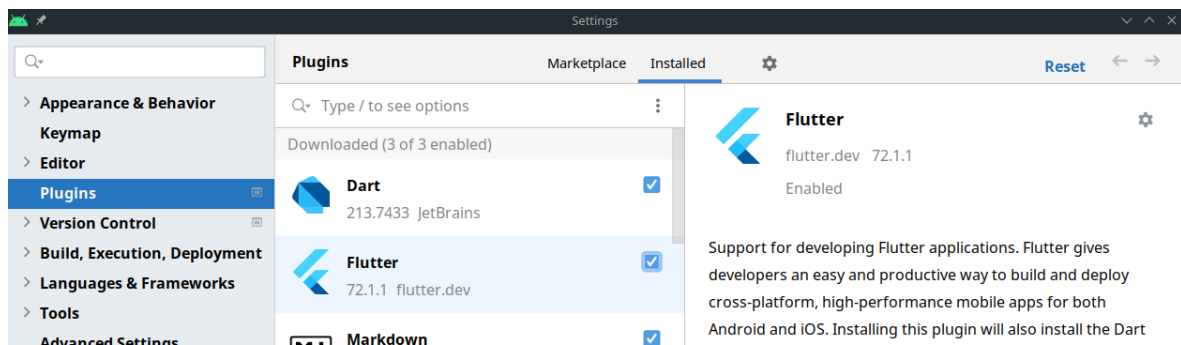 Settings
Plugins
Marketplace
Installed
Reset
Appearance & Behavior
Keymap
Editor
Plugins
Version Control
Build, Execution, Deployment
Languages & Frameworks
Tools
Advanced Settings
Type / to see options
Downloaded (3 of 3 enabled)
Dart
213.7433 JetBrains
Flutter
72.1.1 flutter.dev
Markdown
Flutter
flutter.dev 72.1.1
Enabled
Support for developing Flutter applications. Flutter gives
developers an easy and productive way to build and deploy
cross-platform, high-performance mobile apps for both
Android and iOS. Installing this plugin will also install the Dart